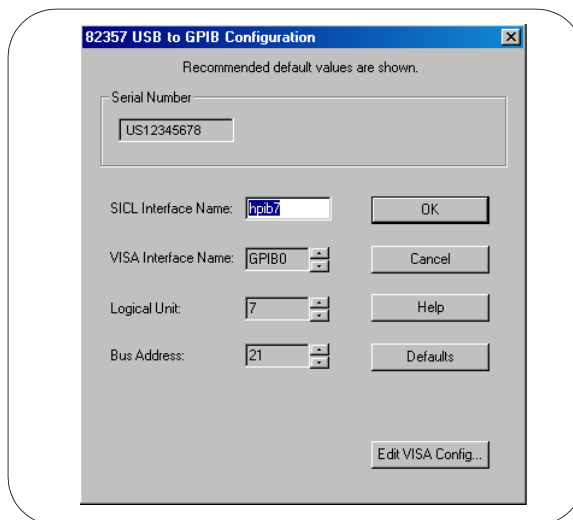 82357 USB to GPIB Configuration
Recommended default values are shown.
Serial Number
US12345678
SICL Interface Name: hpib7 OK
VISA Interface Name: GPIB0 Cancel
Logical Unit: 7 Help
Bus Address: 21 Defaults
Edit VISA Config...